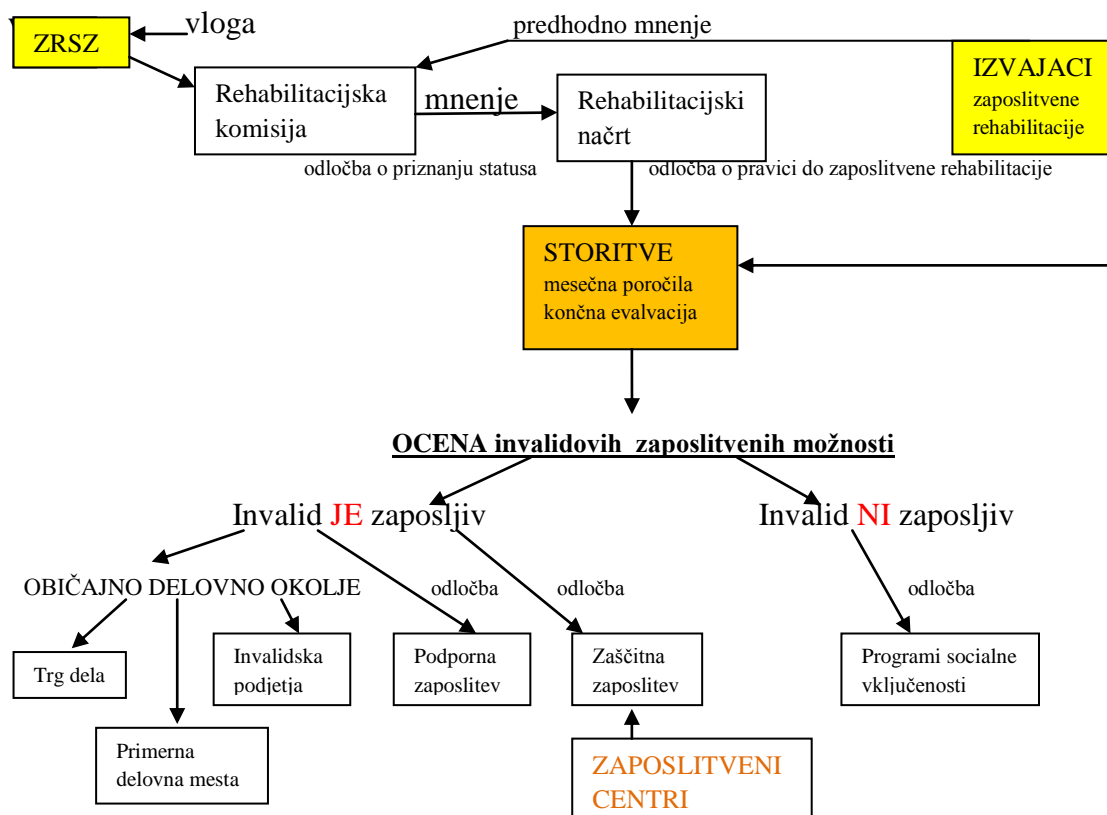 vloga
ZRSZ
predhodno mnenje
IZVAJACI
zaposlitvene
rehabilitacije
Rehabilitacijska
komisija
mnenje
Rehabilitacijski
načrt
odločba o priznanju statusa
odločba o pravici do zaposlitvene rehabilitacije
STORITVE
mesečna poročila
končna evalvacija
OCENA invalidovih zaposlitvenih možnosti
Invalid JE zaposljiv
Invalid NI zaposljiv
OBIČAJNO DELOVNO OKOLJE
odločba
odločba
odločba
Trg dela
Invalidska
podjetja
Podporna
zaposlitev
Zaščitna
zaposlitev
Programi socialne
vključenosti
Primerna
delovna mesta
ZAPOSLITVENI
CENTRI